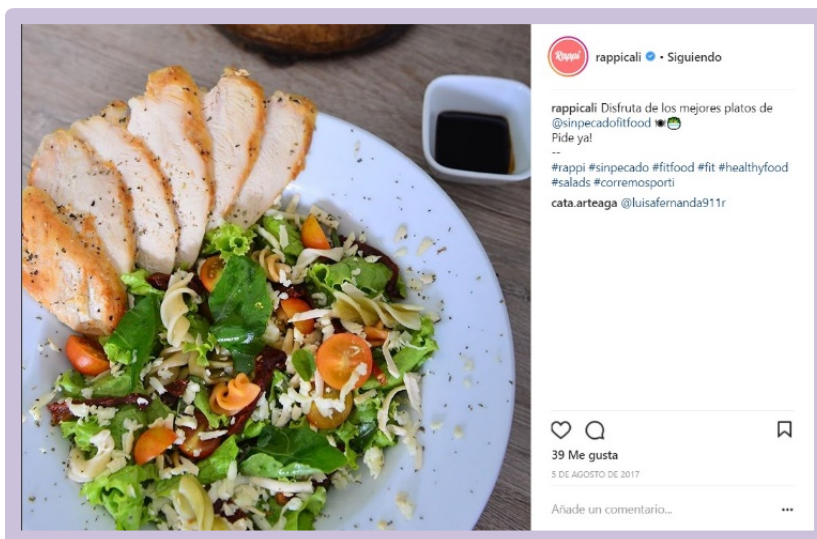 Rappi
rappicali • Siguiendo
rappicali Disfruta de los mejores platos de
@sinpecadofitfood 🍽🥗
Pide ya!
--
#rappi #sinpecado #fitfood #fit #healthyfood
#salads #corremosporti
cata.arteaga @luisafernanda911r
39 Me gusta
5 DE AGOSTO DE 2017
Añade un comentario...